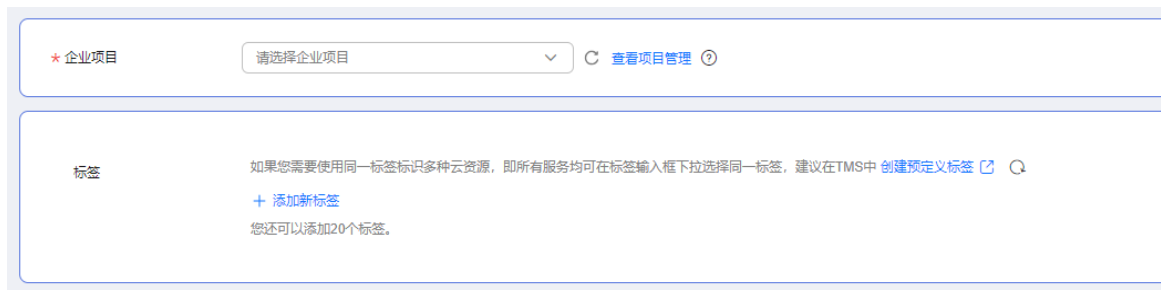 * 企业项目 请选择企业项目 查看项目管理 ?
标签 如果您需要使用同一标签标识多种云资源，即所有服务均可在标签输入框下拉选择同一标签，建议在TMS中 创建预定义标签
+ 添加新标签
您还可以添加20个标签。